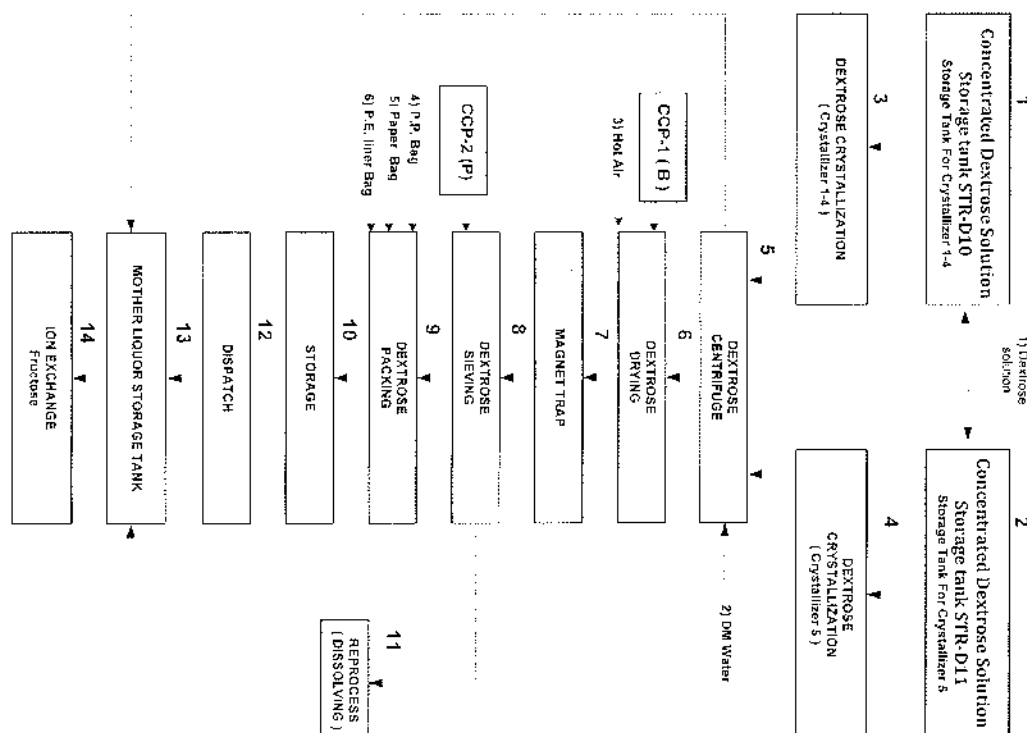 1) Dextrose
solution
1
Concentrated Dextrose Solution
Storage tank STR-D10
Storage Tank For Crystallizer 1-4
2
Concentrated Dextrose Solution
Storage tank STR-D11
Storage Tank For Crystallizer 5
3
DEXTROSE CRYSTALLIZATION
( Crystallizer 1-4 )
4
DEXTROSE
CRYSTALLIZATION
( Crystallizer 5 )
5
DEXTROSE
CENTRIFUGE
2) DM Water
CCP-1 ( B )
3) Hot Air
6
DEXTROSE
DRYING
7
MAGNET TRAP
8
DEXTROSE
SIEVING
CCP-2 (P)
4) P.P. Bag
5) Paper Bag
6) P.E. liner Bag
9
DEXTROSE
PACKING
10
STORAGE
11
REPROCESS
( DISSOLVING )
12
DISPATCH
13
MOTHER LIQUOR STORAGE TANK
14
ION EXCHANGE
Fructose